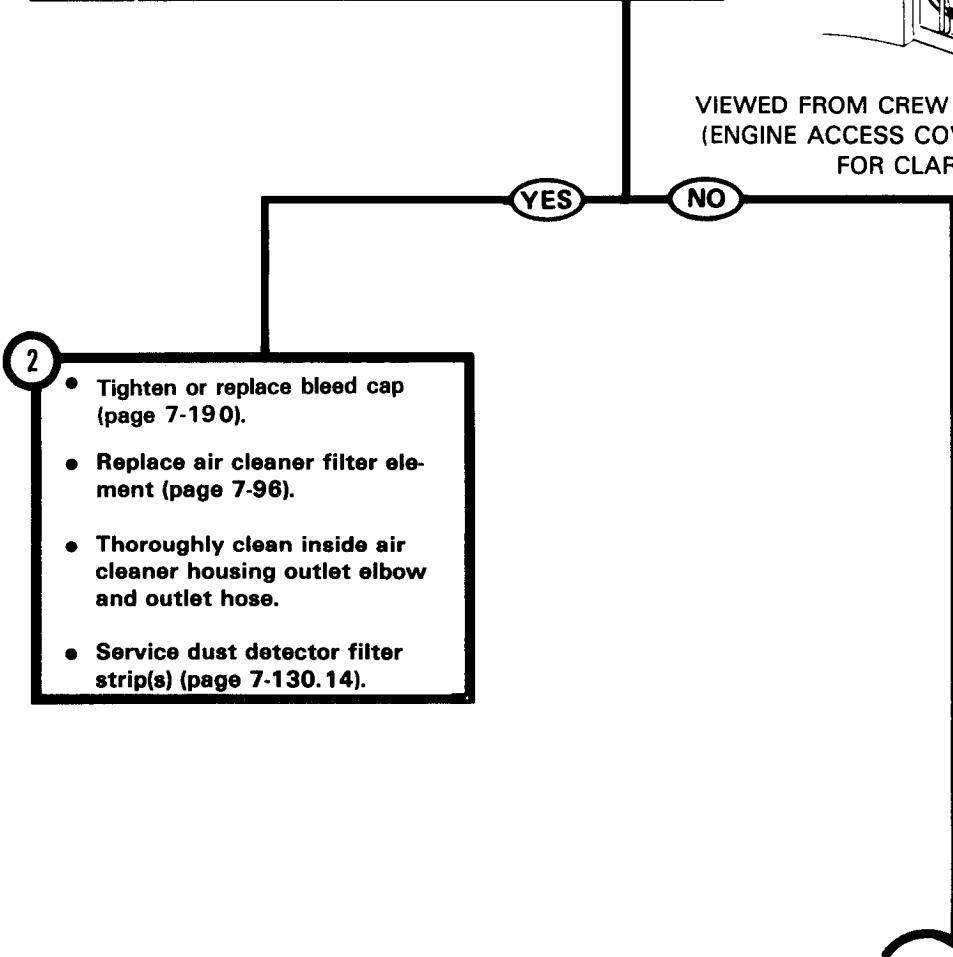 VIEWED FROM CREW
(ENGINE ACCESS CO
FOR CLAR
YES
NO
2
• Tighten or replace bleed cap
(page 7-190).
• Replace air cleaner filter ele-
ment (page 7-96).
• Thoroughly clean inside air
cleaner housing outlet elbow
and outlet hose.
• Service dust detector filter
strip(s) (page 7-130.14).